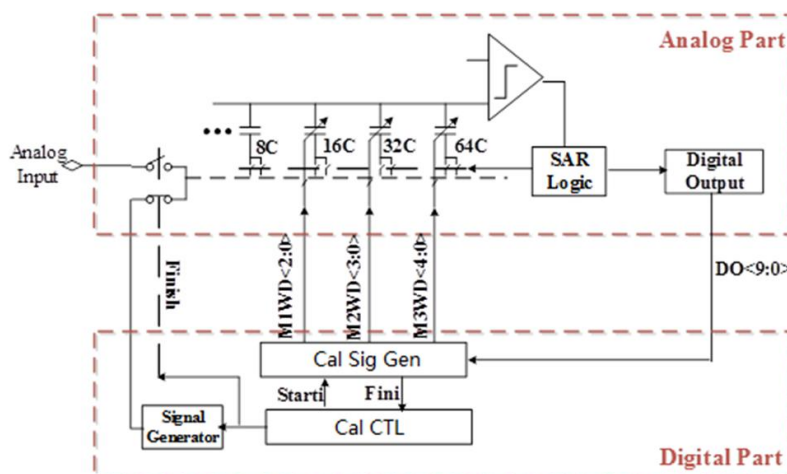 Analog Part
8C
16C
32C
64C
Analog
Input
SAR
Logic
Digital
Output
Finish
M1WD<2:0>
M2WD<3:0>
M3WD<4:0>
DO<9:0>
Cal Sig Gen
Starti
Fini
Signal
Generator
Cal CTL
Digital Part